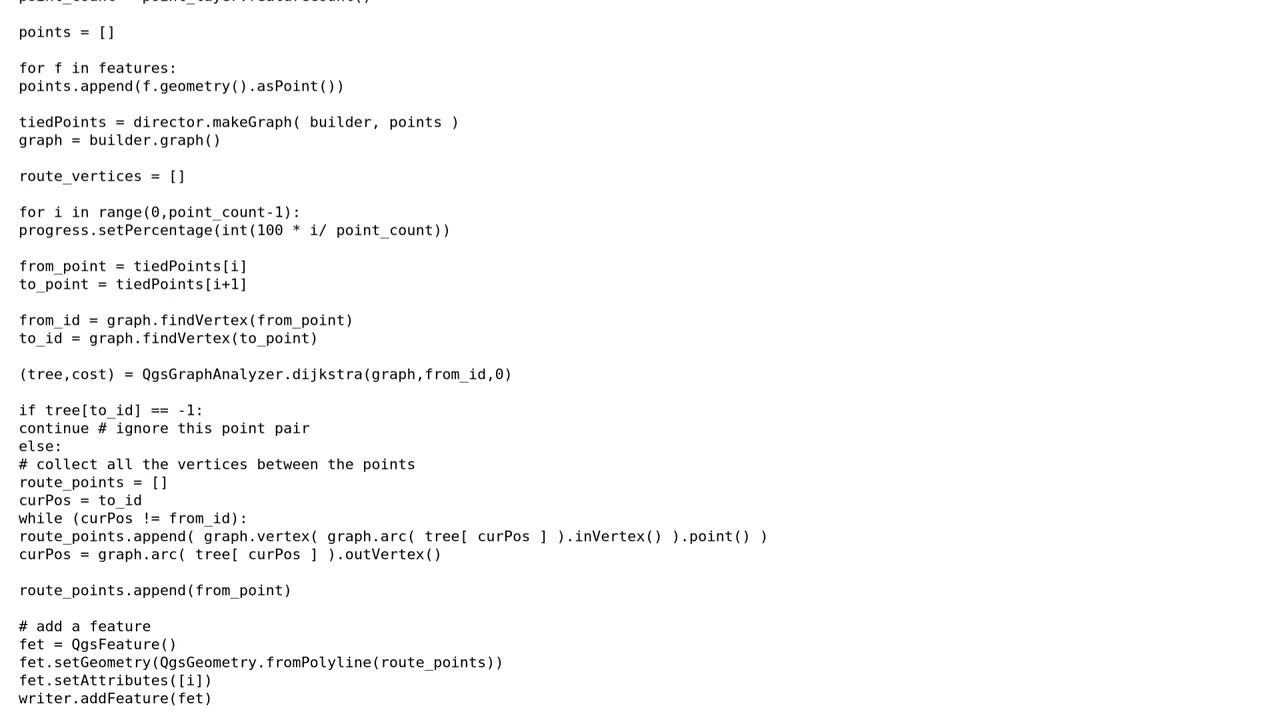 points = []
for f in features:
points.append(f.geometry().asPoint())
tiedPoints = director.makeGraph( builder, points )
graph = builder.graph()
route_vertices = []
for i in range(0,point_count-1):
progress.setPercentage(int(100 * i/ point_count))
from_point = tiedPoints[i]
to_point = tiedPoints[i+1]
from_id = graph.findVertex(from_point)
to_id = graph.findVertex(to_point)
(tree,cost) = QgsGraphAnalyzer.dijkstra(graph,from_id,0)
if tree[to_id] == -1:
continue # ignore this point pair
else:
# collect all the vertices between the points
route_points = []
curPos = to_id
while (curPos != from_id):
route_points.append( graph.vertex( graph.arc( tree[ curPos ] ).inVertex() ).point() )
curPos = graph.arc( tree[ curPos ] ).outVertex()
route_points.append(from_point)
# add a feature
fet = QgsFeature()
fet.setGeometry(QgsGeometry.fromPolyline(route_points))
fet.setAttributes([i])
writer.addFeature(fet)